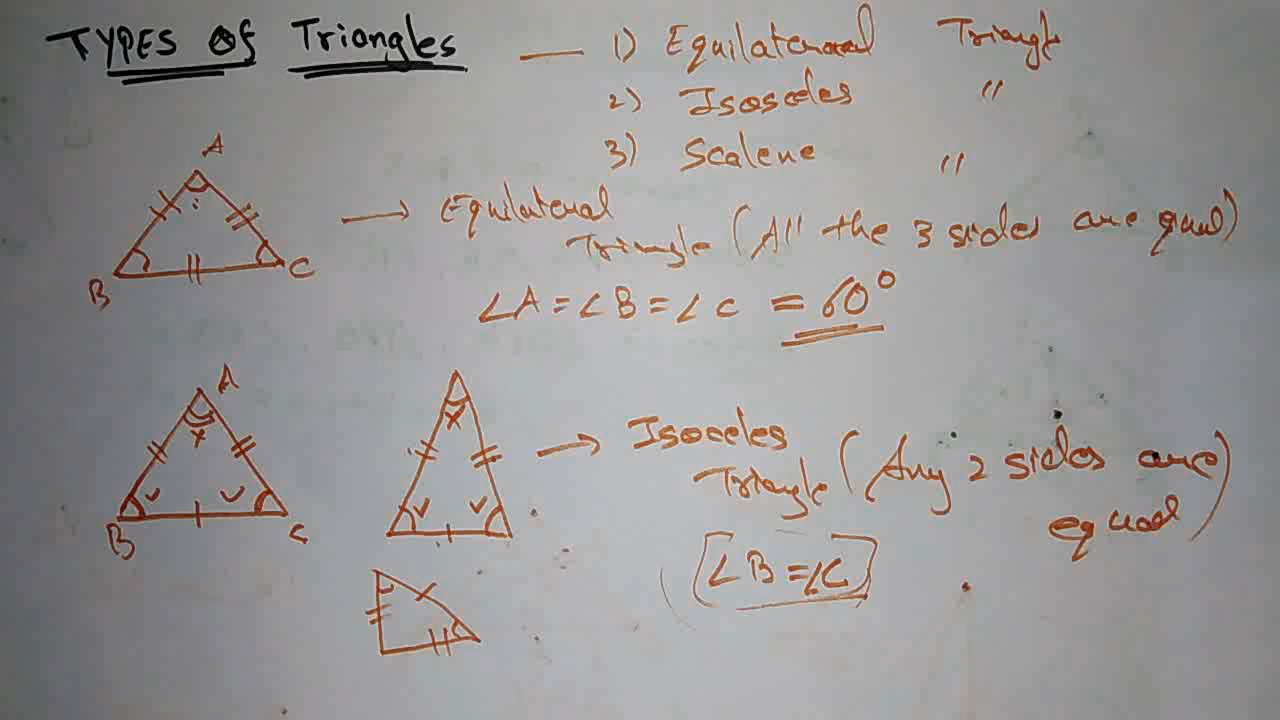 TYPES Of Triangles — 1) Equilateral Triangle
2) Isosceles "
3) Scalene "
A
B
C
→ Equilateral
Triangle (All the 3 sides are equal)
∠A = ∠B = ∠C = 60°
A
B
C
x
v v
x
v v
→ Isoceles
Triangle (Any 2 sides are
equal)
[∠B = ∠C]